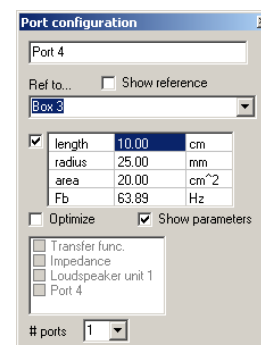 Port configuration
Port 4
Ref to... Show reference
Box 3
length 10.00 cm
radius 25.00 mm
area 20.00 cm^2
Fb 63.89 Hz
Optimize Show parameters
Transfer func.
Impedance
Loudspeaker unit 1
Port 4
# ports 1